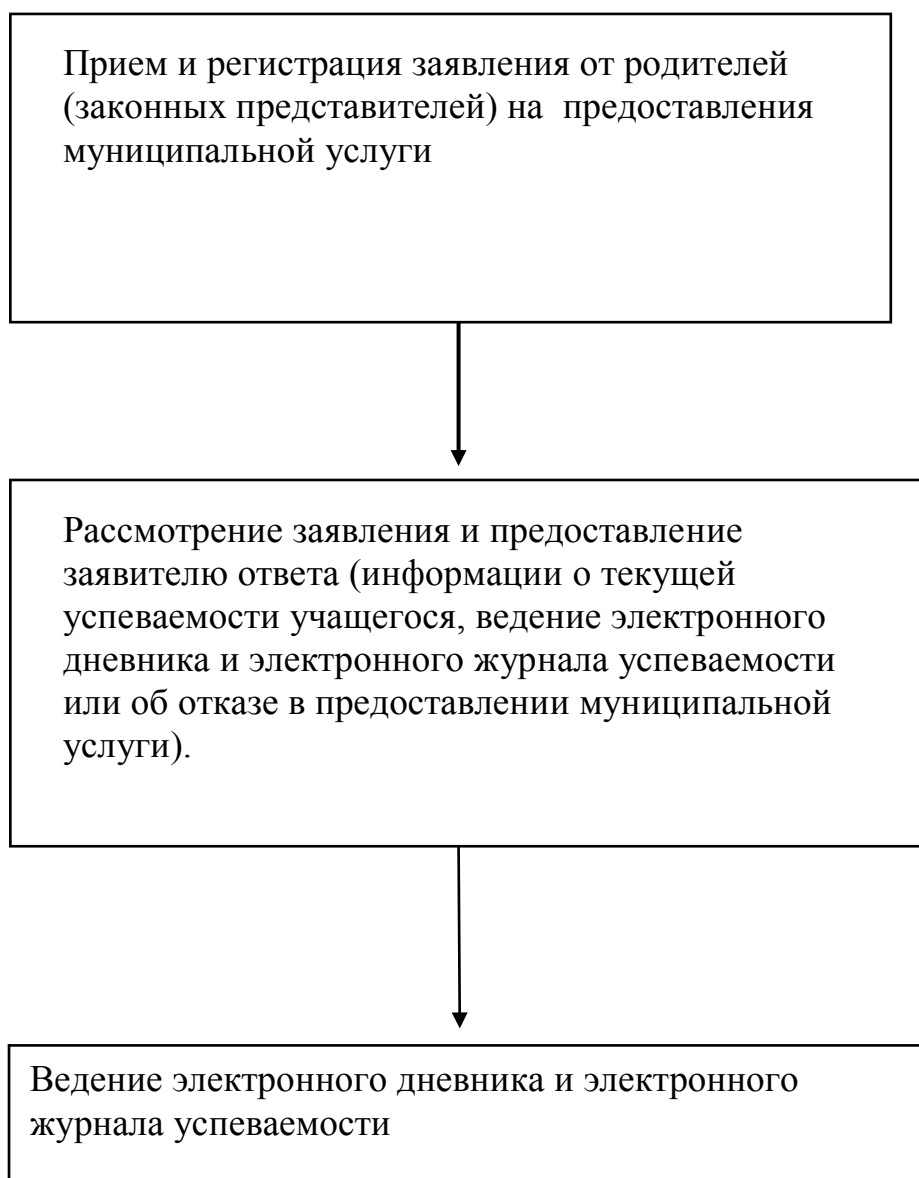 Прием и регистрация заявления от родителей
(законных представителей) на  предоставления
муниципальной услуги
Рассмотрение заявления и предоставление
заявителю ответа (информации о текущей
успеваемости учащегося, ведение электронного
дневника и электронного журнала успеваемости
или об отказе в предоставлении муниципальной
услуги).
Ведение электронного дневника и электронного
журнала успеваемости